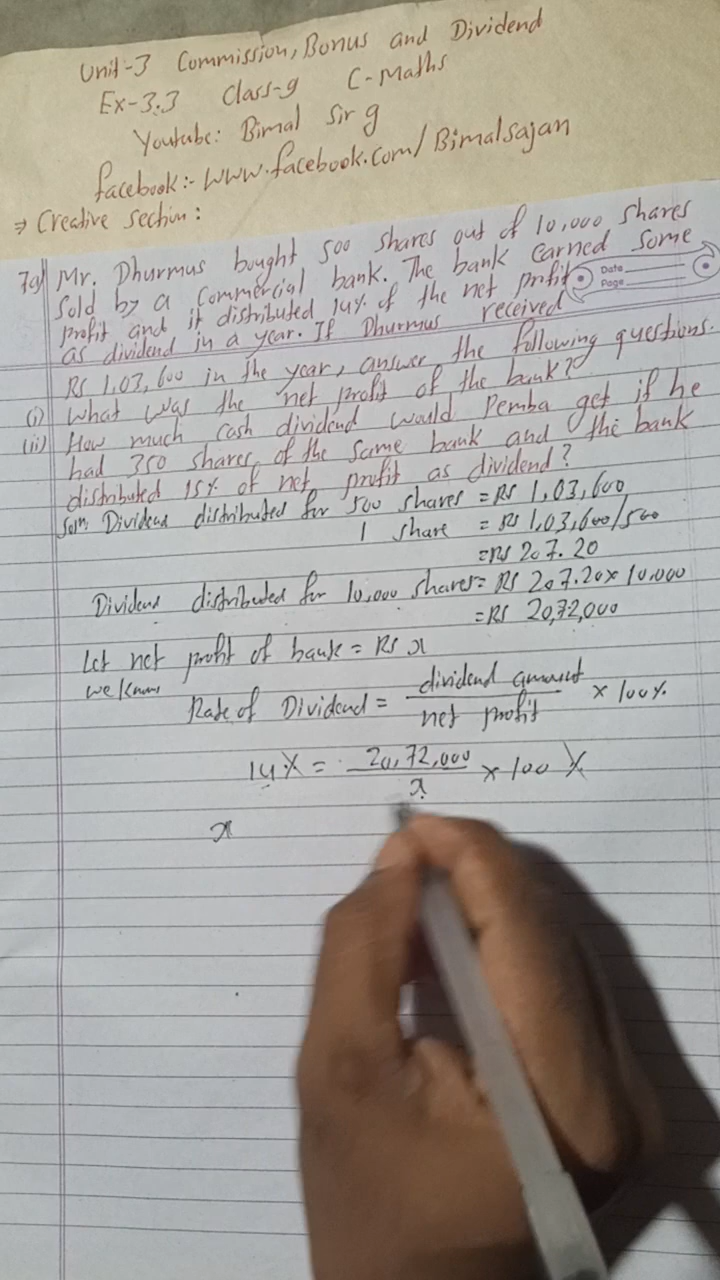 Unit-3 Commission, Bonus and Dividend
Ex-3.3 Class-9 C-Maths
Youtube: Bimal Sir g
facebook:- www.facebook.com/Bimalsajan
⇒ Creative Section:
7a) Mr. Dhurmus bought 500 shares out of 10,000 shares
sold by a commercial bank. The bank earned some
profit and it distributed 14% of the net profit
Date
Page
as dividend in a year. If Dhurmus received
RS 1,03,600 in the year, answer the following questions.
(i) What was the net profit of the bank?
(ii) How much cash dividend would Pemba get if he
had 350 shares of the same bank and the bank
distributed 15% of net profit as dividend?
Soln: Dividend distributed for 500 shares = RS 1,03,600
1 share = RS 1,03,600/500
= RS 207.20
Dividend distributed for 10,000 shares = RS 207.20 x 10,000
= RS 20,72,000
Let net profit of bank = RS x
we know
Rate of Dividend = dividend amount / net profit x 100%
14% = 20,72,000 / x x 100 %
x